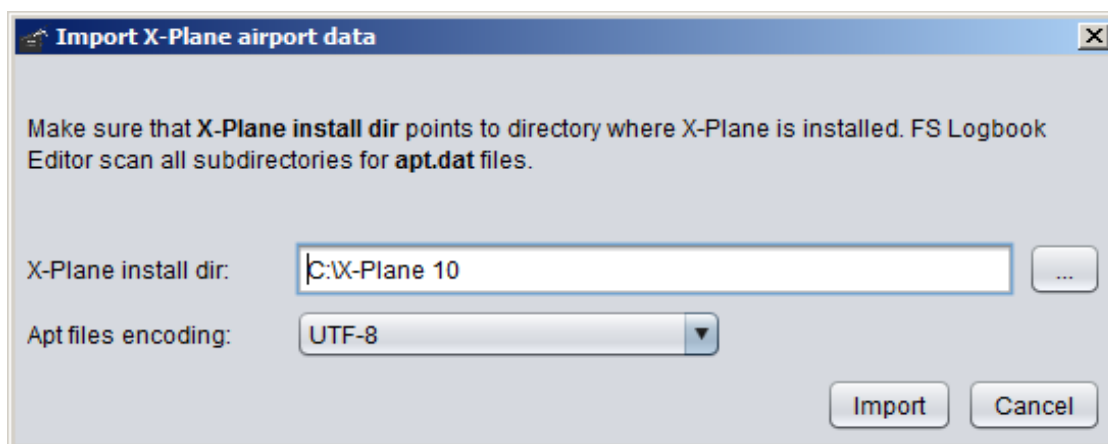 Import X-Plane airport data
Make sure that X-Plane install dir points to directory where X-Plane is installed. FS Logbook
Editor scan all subdirectories for apt.dat files.
X-Plane install dir: C:\X-Plane 10 ...
Apt files encoding: UTF-8
Import Cancel